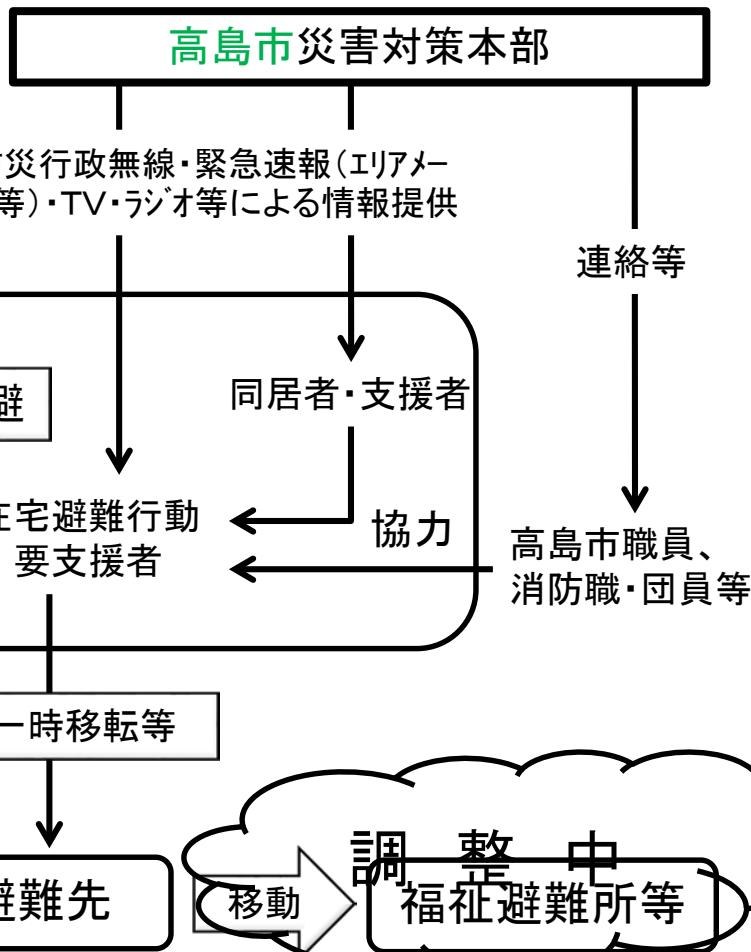 高島市災害対策本部
災行政無線・緊急速報(エリアメー
等)・TV・ラジオ等による情報提供
連絡等
避
同居者・支援者
在宅避難行動
要支援者
協力
高島市職員、
消防職・団員等
一時移転等
避難先
移動
調 整 中
福祉避難所等